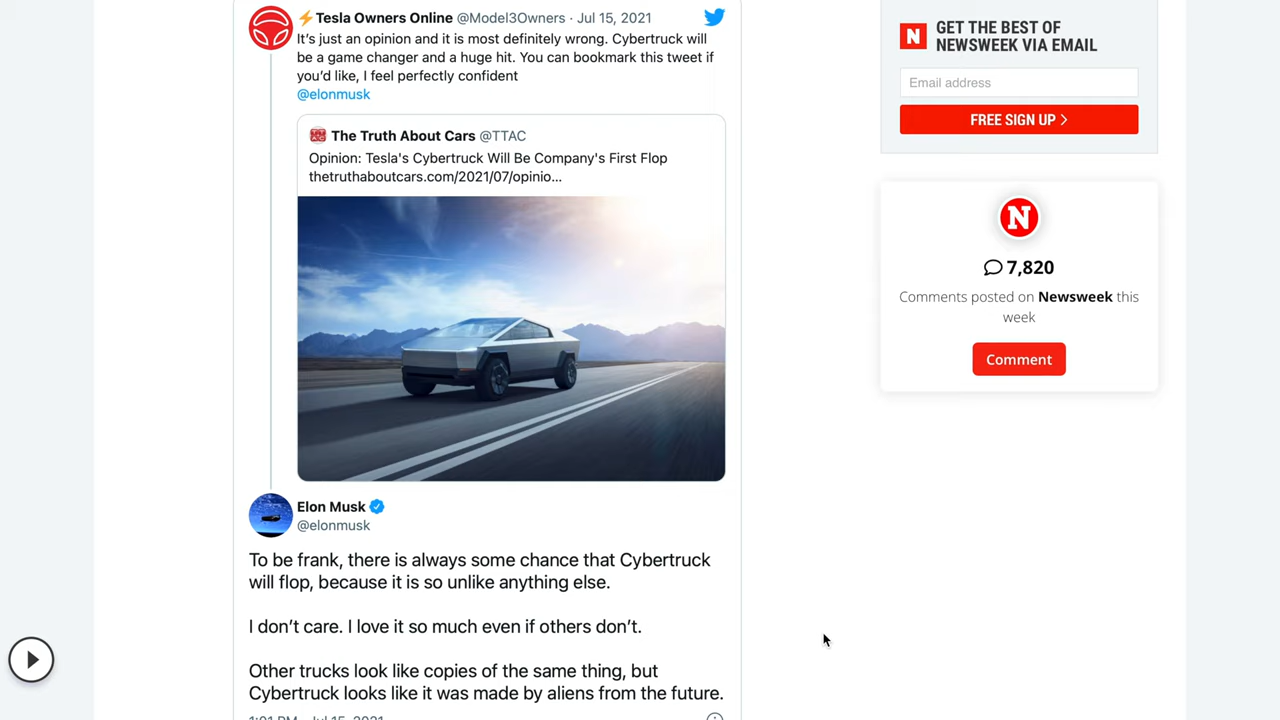 ⚡Tesla Owners Online @Model3Owners · Jul 15, 2021
It's just an opinion and it is most definitely wrong. Cybertruck will
be a game changer and a huge hit. You can bookmark this tweet if
you'd like, I feel perfectly confident
@elonmusk
The Truth About Cars @TTAC
Opinion: Tesla's Cybertruck Will Be Company's First Flop
thetruthaboutcars.com/2021/07/opinio...
Elon Musk
@elonmusk
To be frank, there is always some chance that Cybertruck
will flop, because it is so unlike anything else.
I don't care. I love it so much even if others don't.
Other trucks look like copies of the same thing, but
Cybertruck looks like it was made by aliens from the future.
1:01 PM · Jul 15, 2021
N
GET THE BEST OF
NEWSWEEK VIA EMAIL
Email address
FREE SIGN UP >
N
7,820
Comments posted on Newsweek this
week
Comment